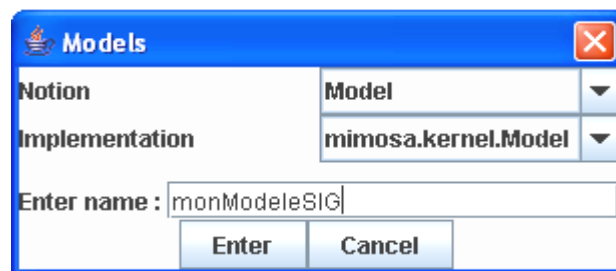 Models
Notion Model
Implementation mimosa.kernel.Model
Enter name : monModeleSIG
Enter Cancel